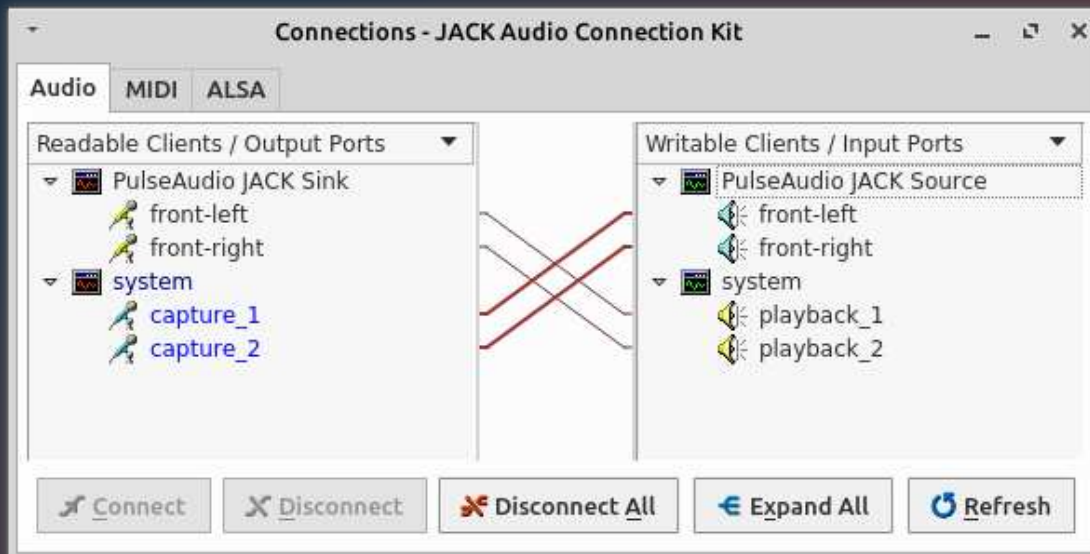 Connections - JACK Audio Connection Kit
Audio MIDI ALSA
Readable Clients / Output Ports
PulseAudio JACK Sink
front-left
front-right
system
capture_1
capture_2
Writable Clients / Input Ports
PulseAudio JACK Source
front-left
front-right
system
playback_1
playback_2
Connect Disconnect Disconnect All Expand All Refresh